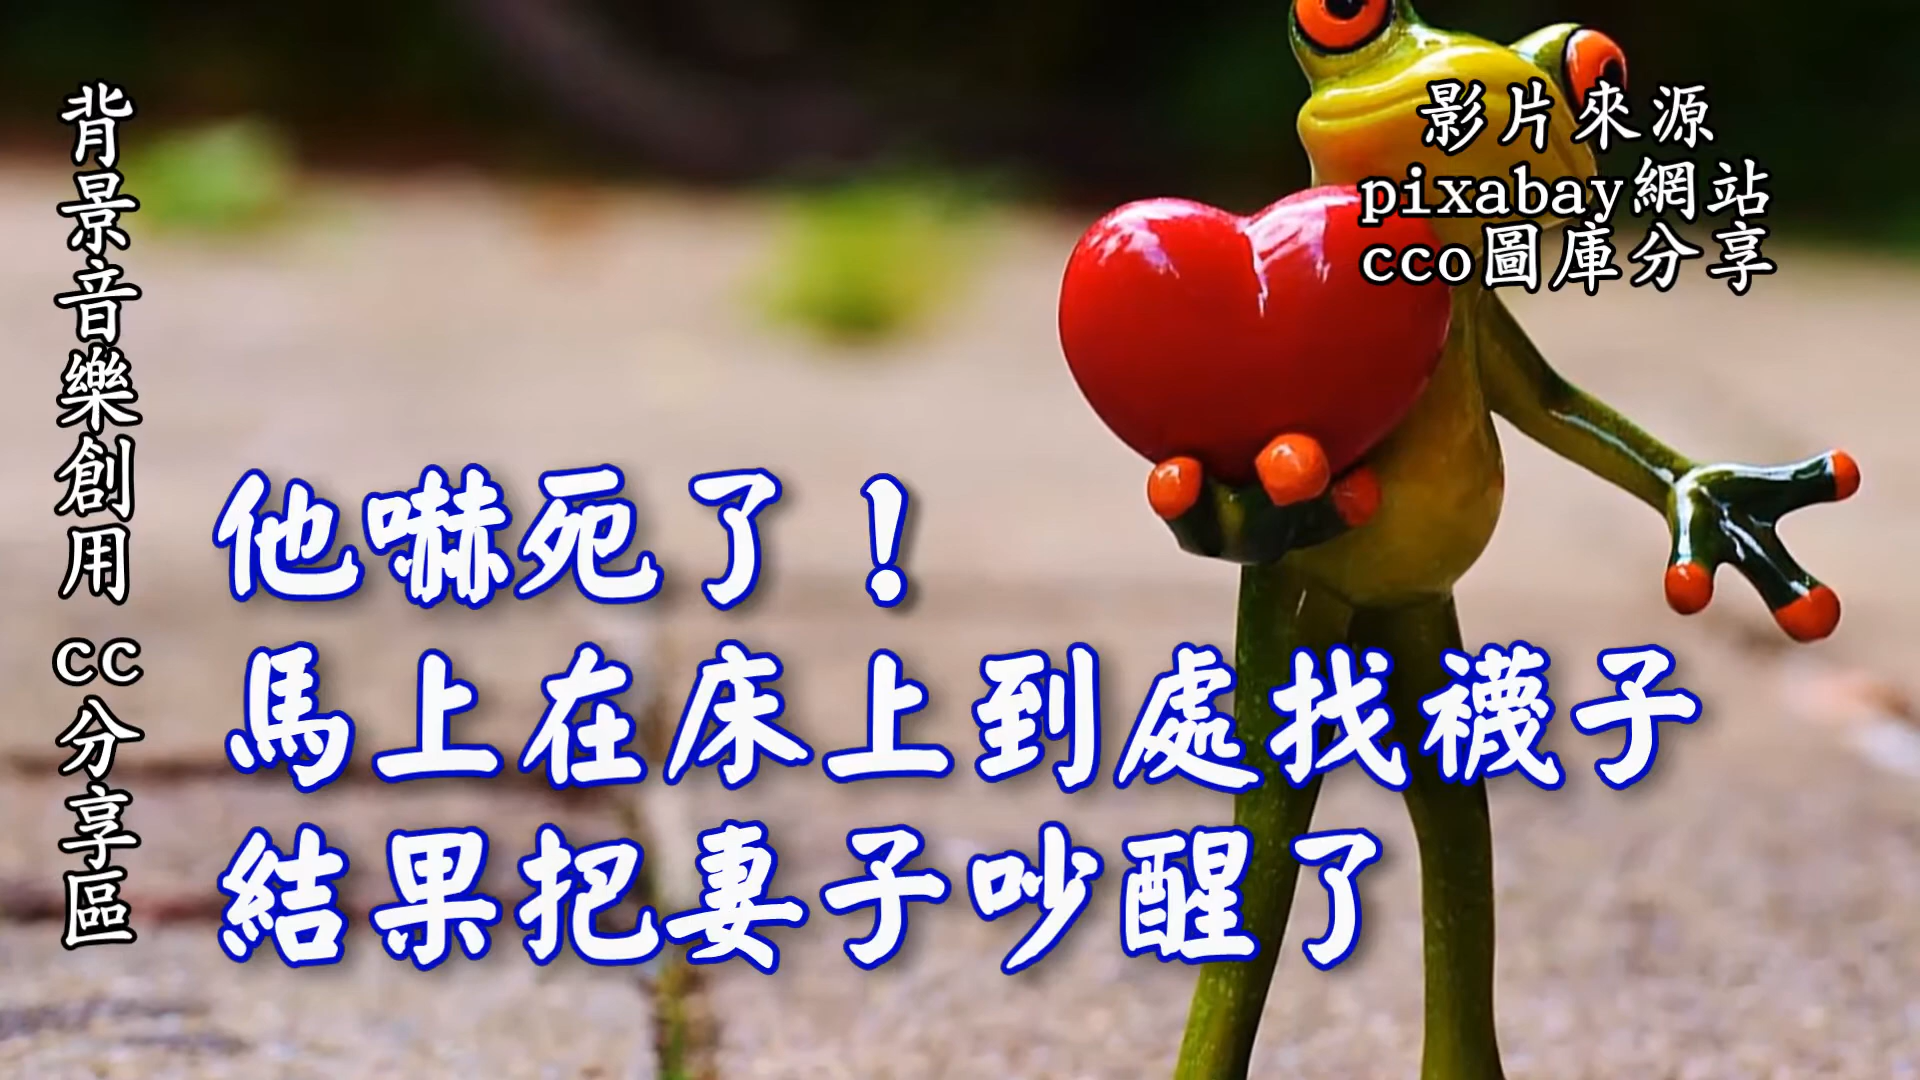 背景音樂創用cc分享區
影片來源
pixabay網站
cco圖庫分享
他嚇死了！
馬上在床上到處找襪子
結果把妻子吵醒了